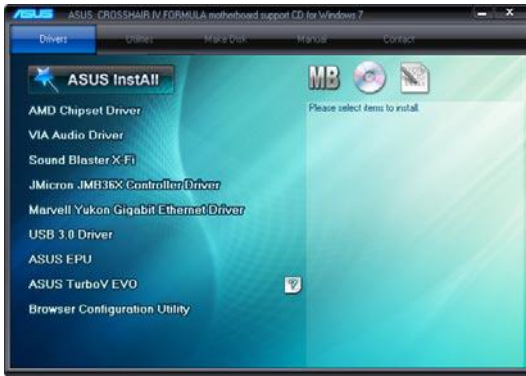 ASUS ASUS CROSSHAIR IV FORMULA motherboard support CD for Windows 7
Drivers Utilities Make Disk Manual Contact
ASUS InstAll
MB
Please select items to install.
AMD Chipset Driver
VIA Audio Driver
Sound Blaster X-Fi
JMicron JMB36X Controller Driver
Marvell Yukon Gigabit Ethernet Driver
USB 3.0 Driver
ASUS EPU
ASUS TurboV EVO
?
Browser Configuration Utility